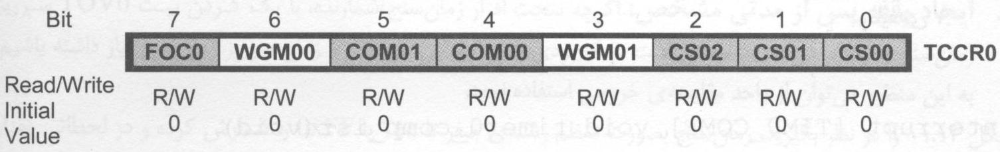 Bit 7 6 5 4 3 2 1 0
FOC0 WGM00 COM01 COM00 WGM01 CS02 CS01 CS00 TCCR0
Read/Write R/W R/W R/W R/W R/W R/W R/W R/W
Initial 0 0 0 0 0 0 0 0
Value